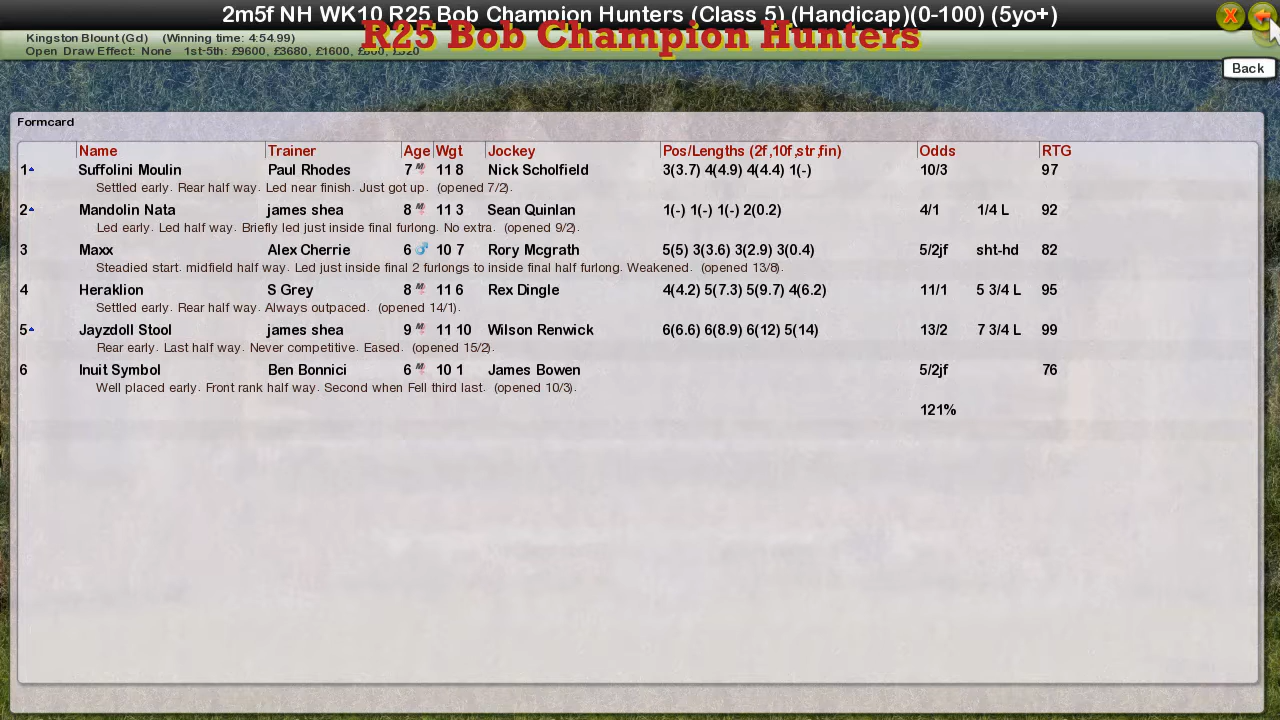 2m5f NH WK10 R25 Bob Champion Hunters (Class 5) (Handicap)(0-100) (5yo+)
R25 Bob Champion Hunters
Kingston Blount (Gd) (Winning time: 4:54.99)
Open Draw Effect: None 1st-5th: £9600, £3680, £1600, £800, £320
Back
Formcard
Name Trainer Age Wgt Jockey Pos/Lengths (2f,10f,str,fin) Odds RTG
1 Suffolini Moulin Paul Rhodes 7 11 8 Nick Scholfield 3(3.7) 4(4.9) 4(4.4) 1(-) 10/3 97
Settled early. Rear half way. Led near finish. Just got up. (opened 7/2).
2 Mandolin Nata james shea 8 11 3 Sean Quinlan 1(-) 1(-) 1(-) 2(0.2) 4/1 1/4 L 92
Led early. Led half way. Briefly led just inside final furlong. No extra. (opened 9/2).
3 Maxx Alex Cherrie 6 10 7 Rory Mcgrath 5(5) 3(3.6) 3(2.9) 3(0.4) 5/2jf sht-hd 82
Steadied start. midfield half way. Led just inside final 2 furlongs to inside final half furlong. Weakened. (opened 13/8).
4 Heraklion S Grey 8 11 6 Rex Dingle 4(4.2) 5(7.3) 5(9.7) 4(6.2) 11/1 5 3/4 L 95
Settled early. Rear half way. Always outpaced. (opened 14/1).
5 Jayzdoll Stool james shea 9 11 10 Wilson Renwick 6(6.6) 6(8.9) 6(12) 5(14) 13/2 7 3/4 L 99
Rear early. Last half way. Never competitive. Eased. (opened 15/2).
6 Inuit Symbol Ben Bonnici 6 10 1 James Bowen 5/2jf 76
Well placed early. Front rank half way. Second when Fell third last. (opened 10/3).
121%